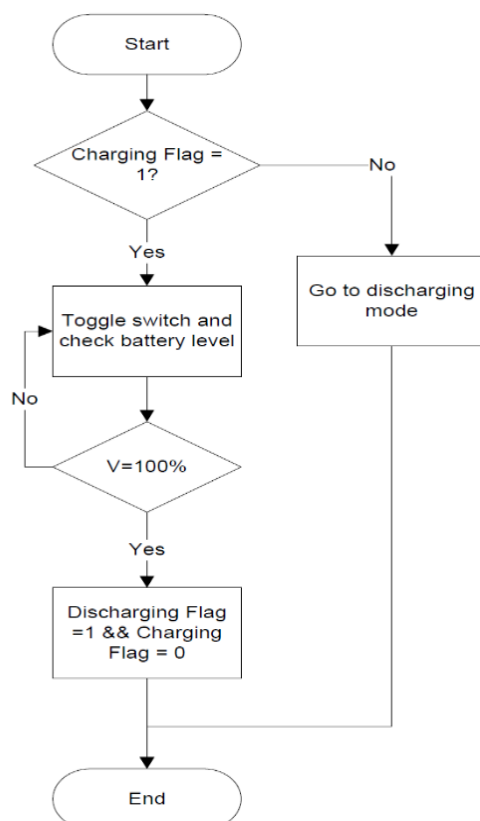 Start
Charging Flag =
1?
No
Yes
Go to discharging
mode
Toggle switch and
check battery level
No
V=100%
Yes
Discharging Flag
=1 && Charging
Flag = 0
End